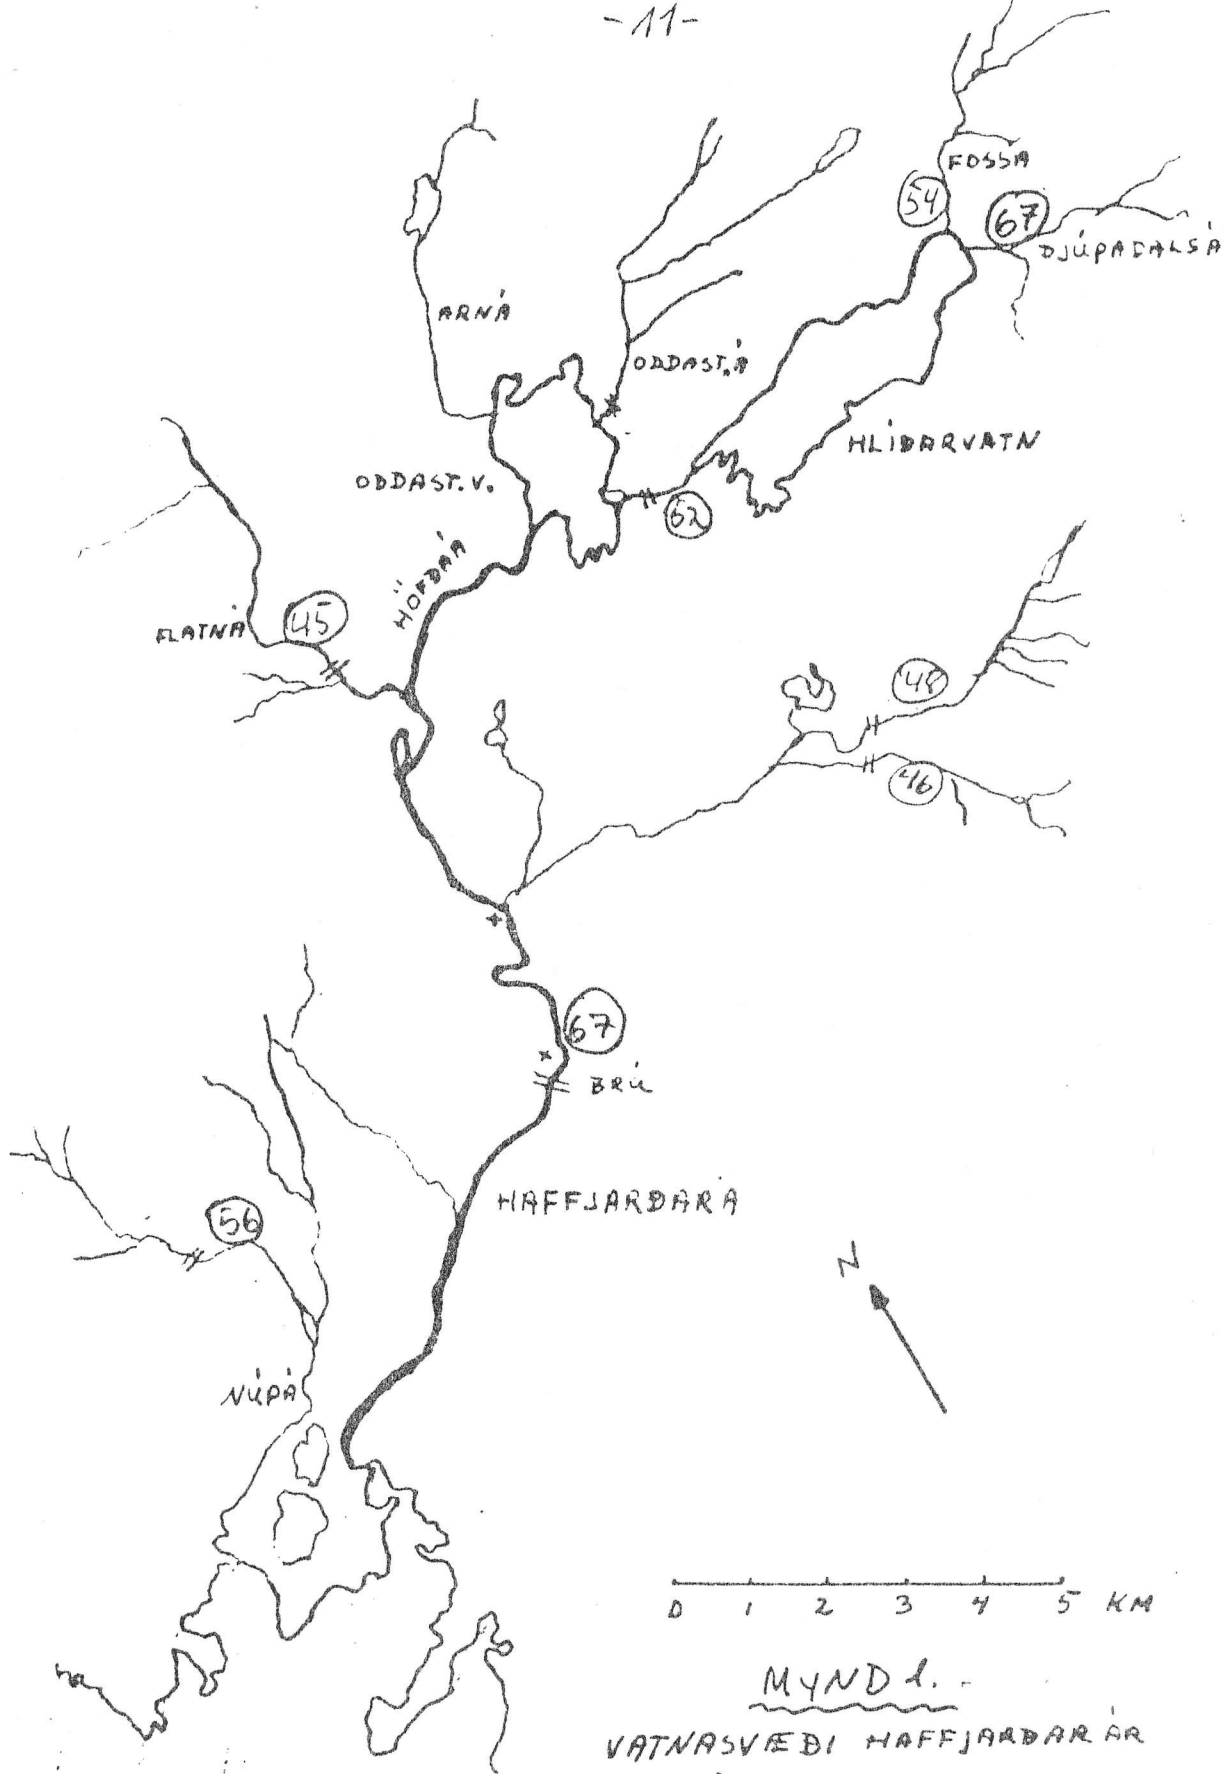 -11-
FOSSÁ
54
67
DJÚPADALSÁ
ARNÁ
ODDAST.Á
HLÍÐARVATN
ODDAST.V.
62
HÖFÐÁÁ
FLATNÁ
45
48
46
67
BRÚ
HAFFJARÐARÁ
56
N
NÚPÁ
0 1 2 3 4 5 KM
MYND 1.
VATNASVÆÐI HAFFJARÐARÁR